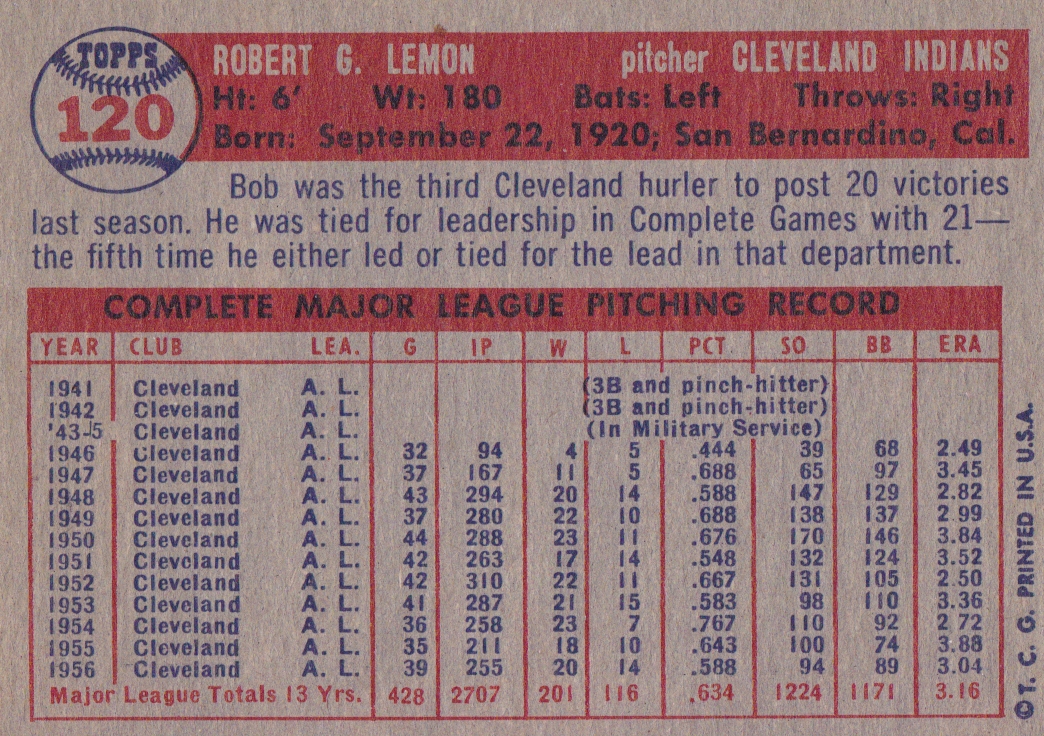 TOPPS
120
ROBERT G. LEMON pitcher CLEVELAND INDIANS
Ht: 6' Wt: 180 Bats: Left Throws: Right
Born: September 22, 1920; San Bernardino, Cal.
Bob was the third Cleveland hurler to post 20 victories
last season. He was tied for leadership in Complete Games with 21—
the fifth time he either led or tied for the lead in that department.
COMPLETE MAJOR LEAGUE PITCHING RECORD
YEAR CLUB LEA. G IP W L PCT. SO BB ERA
1941 Cleveland A. L. (3B and pinch-hitter)
1942 Cleveland A. L. (3B and pinch-hitter)
'43-5 Cleveland A. L. (In Military Service)
1946 Cleveland A. L. 32 94 4 5 .444 39 68 2.49
1947 Cleveland A. L. 37 167 11 5 .688 65 97 3.45
1948 Cleveland A. L. 43 294 20 14 .588 147 129 2.82
1949 Cleveland A. L. 37 280 22 10 .688 138 137 2.99
1950 Cleveland A. L. 44 288 23 11 .676 170 146 3.84
1951 Cleveland A. L. 42 263 17 14 .548 132 124 3.52
1952 Cleveland A. L. 42 310 22 11 .667 131 105 2.50
1953 Cleveland A. L. 41 287 21 15 .583 98 110 3.36
1954 Cleveland A. L. 36 258 23 7 .767 110 92 2.72
1955 Cleveland A. L. 35 211 18 10 .643 100 74 3.88
1956 Cleveland A. L. 39 255 20 14 .588 94 89 3.04
Major League Totals 13 Yrs. 428 2707 201 116 .634 1224 1171 3.16
©T. C. G. PRINTED IN U.S.A.